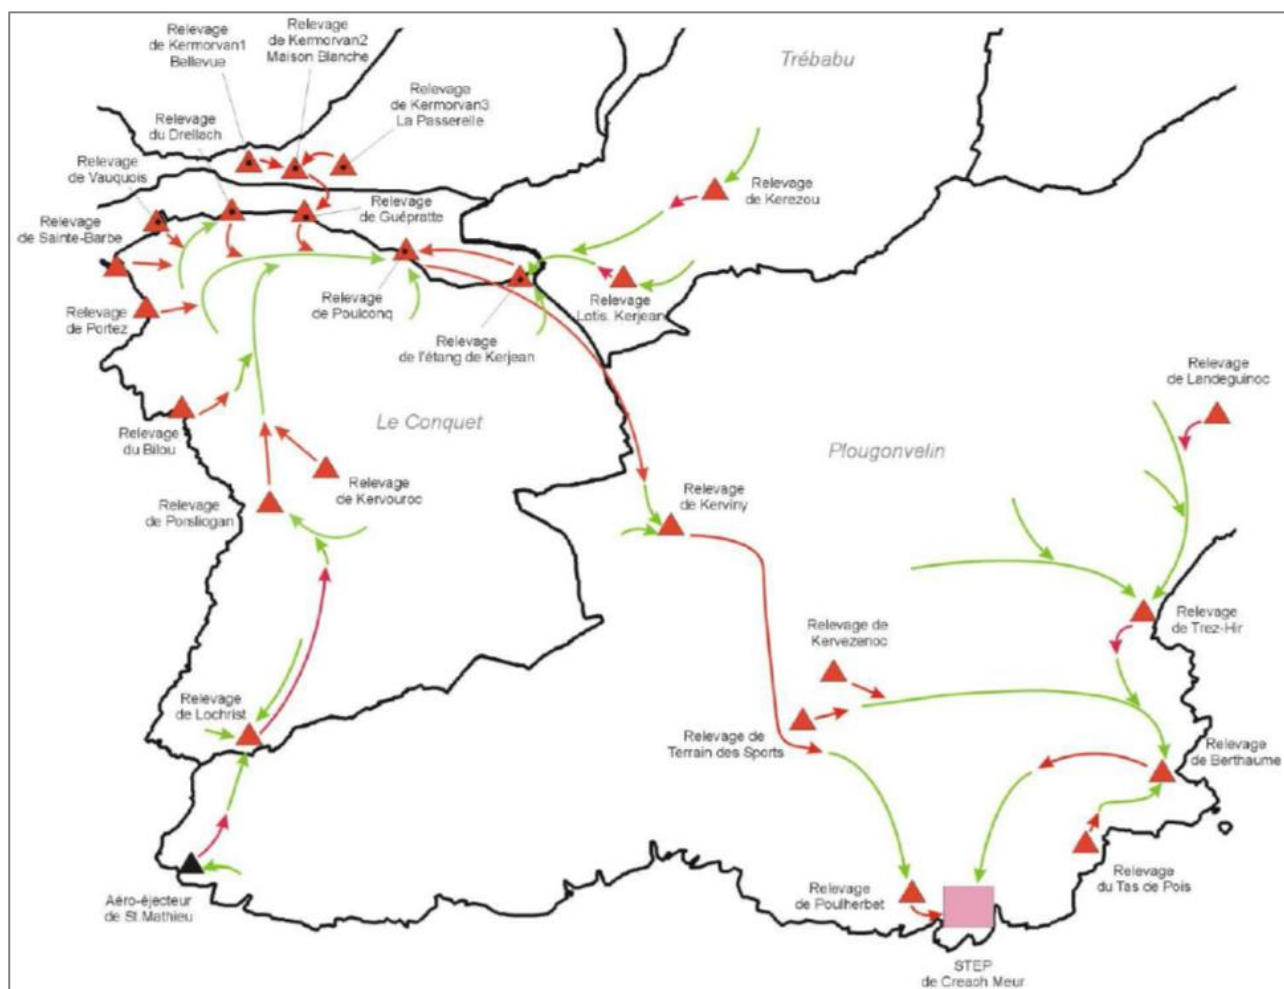 Relevage
de Kermorvan1
Bellevue
Relevage
de Kermorvan2
Maison Blanche
Trébabu
Relevage
de Kermorvan3
La Passerelle
Relevage
du Drellach
Relevage
de Vauquois
Relevage
de Kerezou
Relevage
de Guépratte
Relevage
de Sainte-Barbe
Relevage
de Portez
Relevage
de Poulconq
Relevage
Lotis. Kerjean
Relevage
de l'étang de Kerjean
Relevage
de Landeguinoc
Le Conquet
Relevage
du Bilou
Plougonvelin
Relevage
de Kervouroc
Relevage
de Kerviny
Relevage
de Porsliogan
Relevage
de Trez-Hir
Relevage de
Kervezenoc
Relevage
de Lochrist
Relevage de
Terrain des Sports
Relevage
de Berthaume
Relevage
du Tas de Pois
Relevage
de Poulherbet
Aéro-éjecteur
de St Mathieu
STEP
de Creach Meur